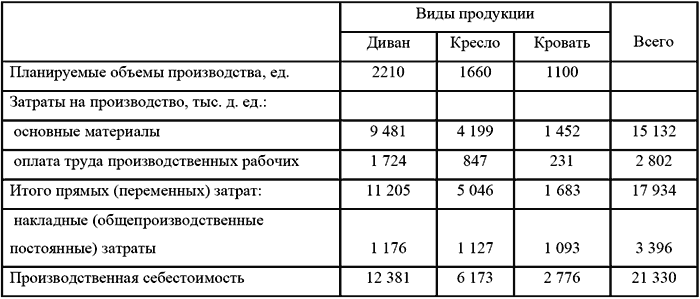 Виды продукции
Диван Кресло Кровать Всего
Планируемые объемы производства, ед. 2210 1660 1100
Затраты на производство, тыс. д. ед.:
основные материалы 9 481 4 199 1 452 15 132
оплата труда производственных рабочих 1 724 847 231 2 802
Итого прямых (переменных) затрат: 11 205 5 046 1 683 17 934
накладные (общепроизводственные
постоянные) затраты 1 176 1 127 1 093 3 396
Производственная себестоимость 12 381 6 173 2 776 21 330